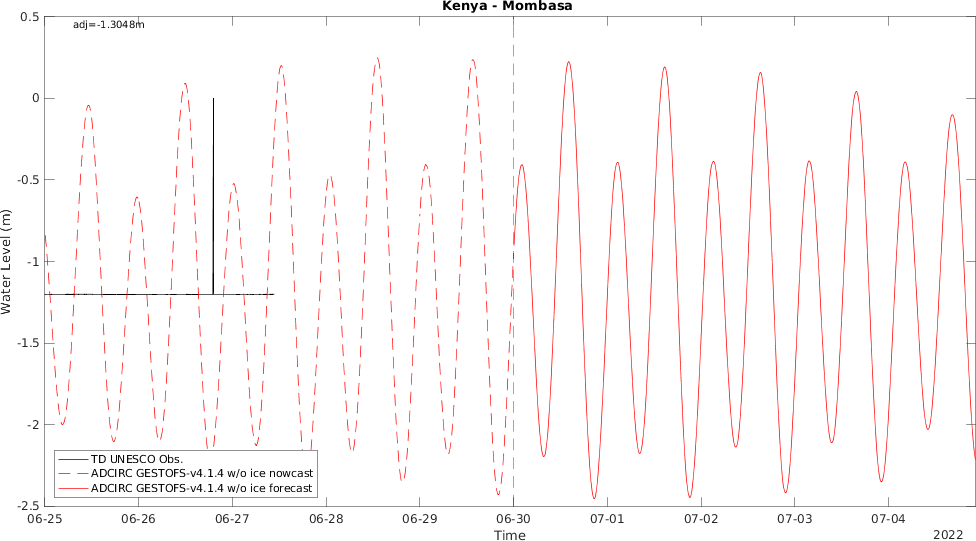 Kenya - Mombasa
adj=-1.3048m
0.5
0
-0.5
-1
-1.5
-2
-2.5
Water Level (m)
TD UNESCO Obs.
ADCIRC GESTOFS-v4.1.4 w/o ice nowcast
ADCIRC GESTOFS-v4.1.4 w/o ice forecast
06-25 06-26 06-27 06-28 06-29 06-30 07-01 07-02 07-03 07-04
Time
2022